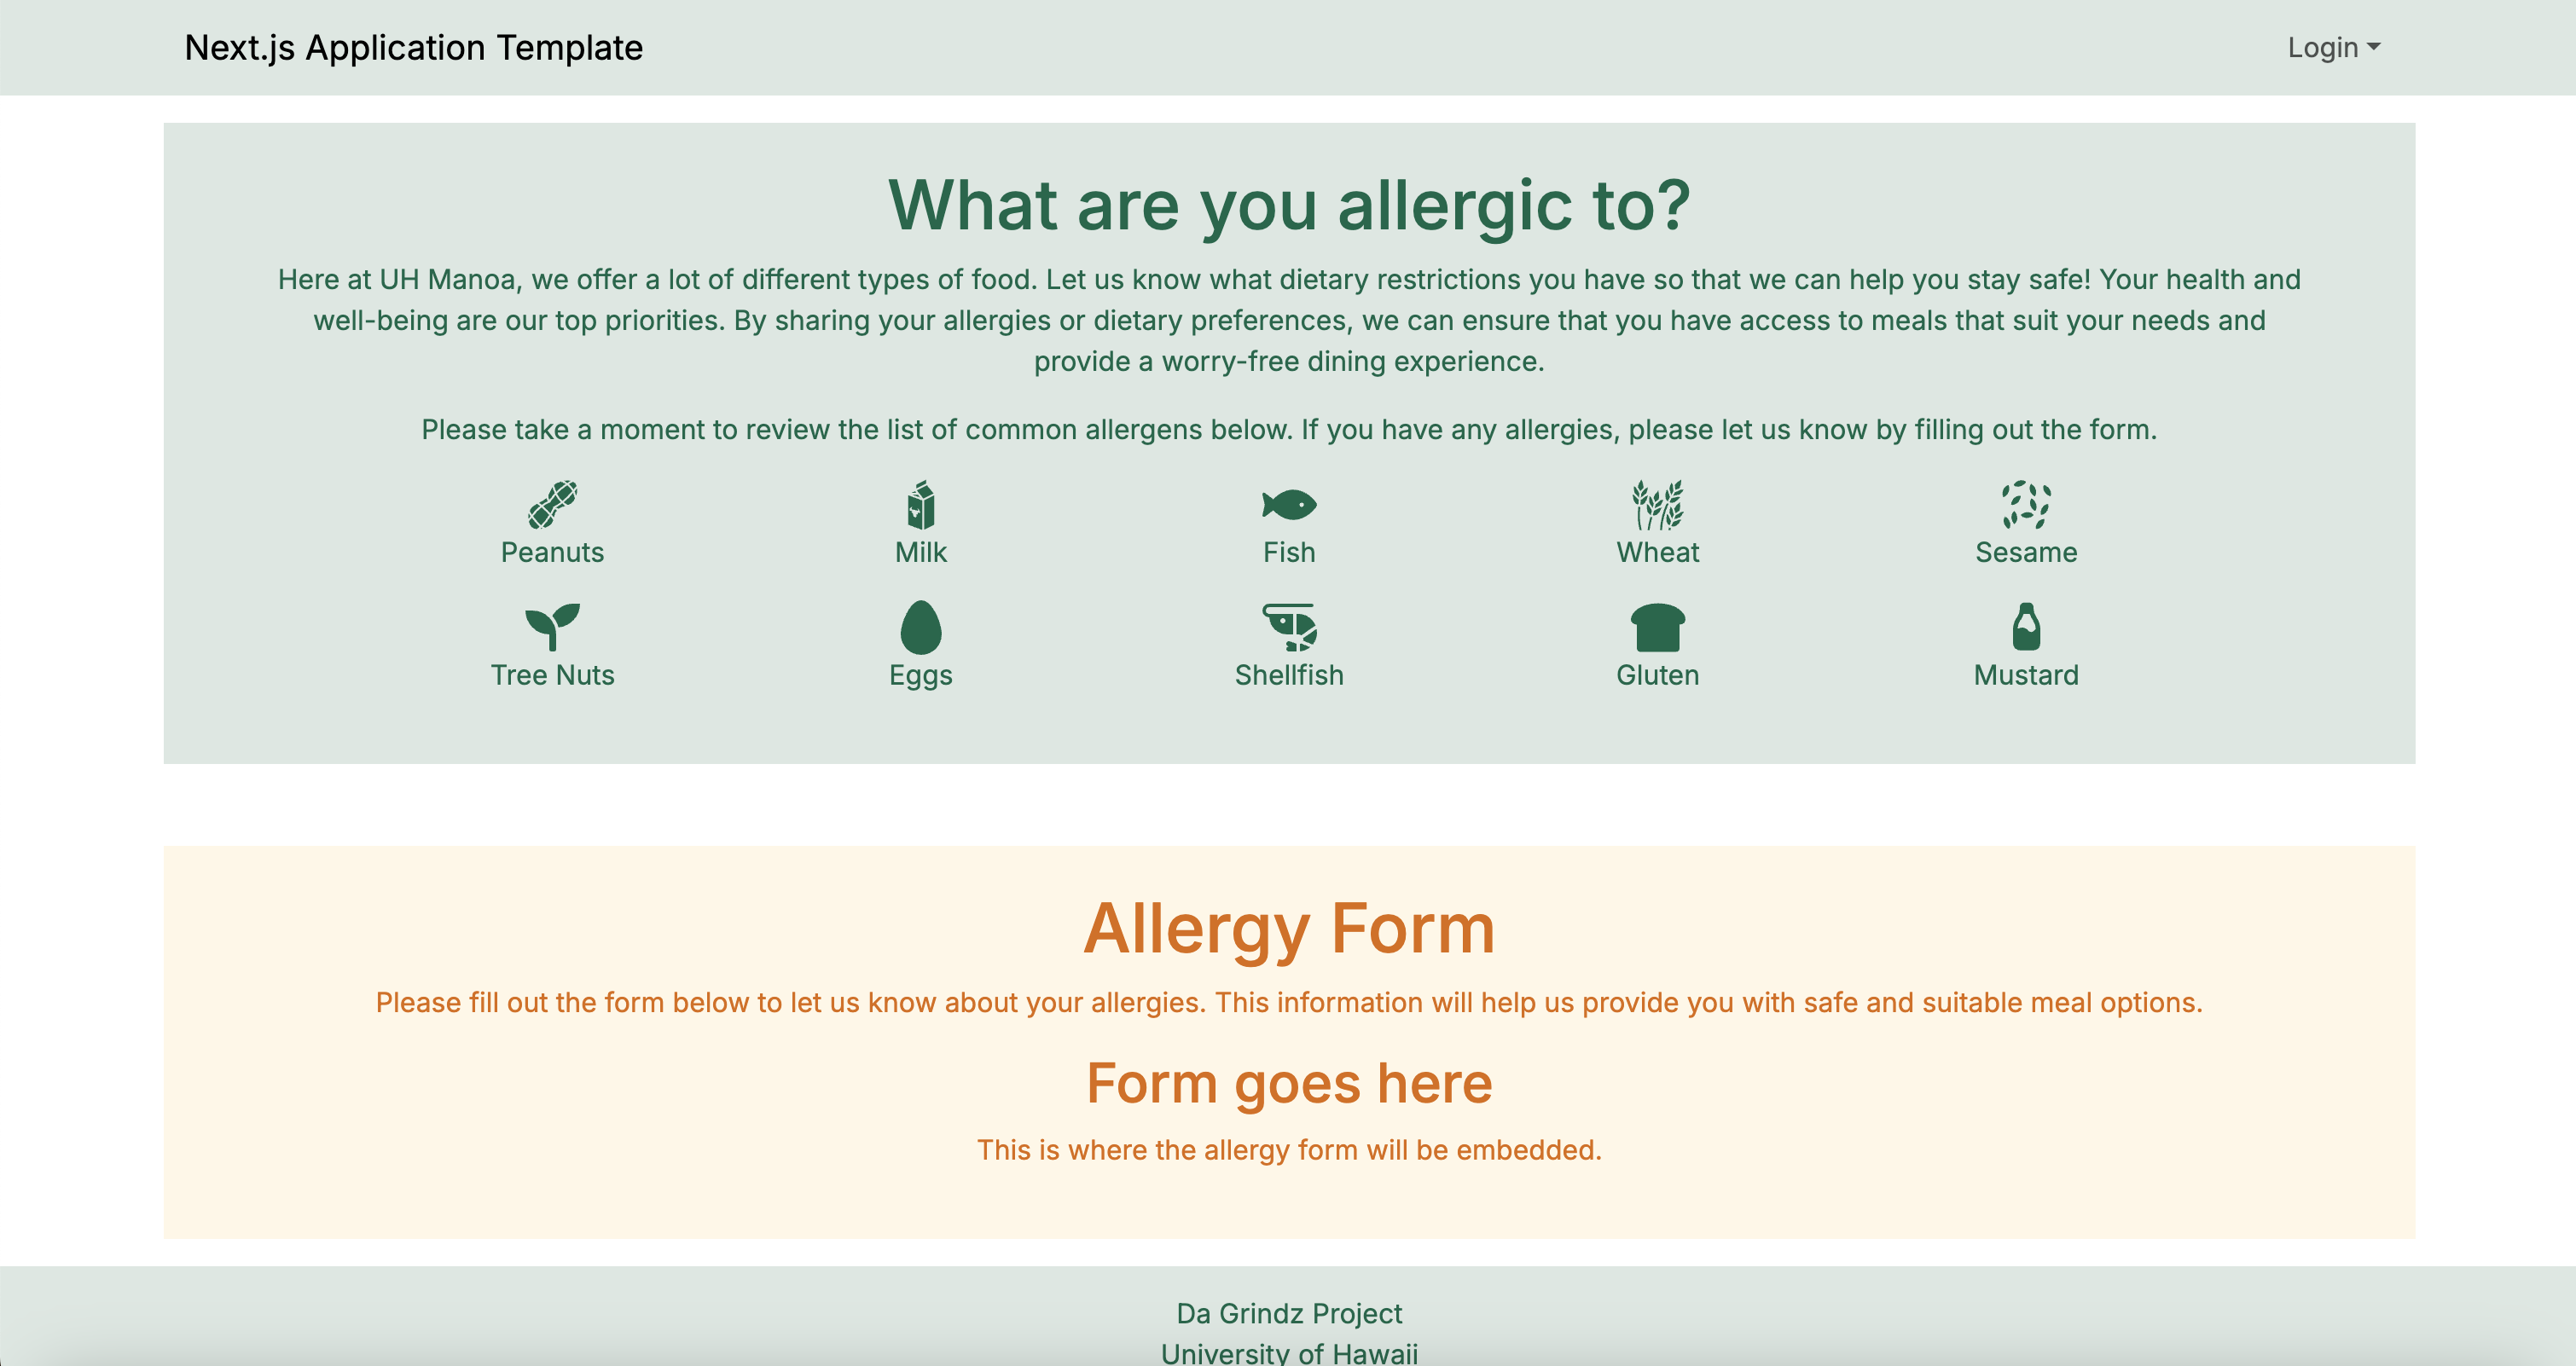 Next.js Application Template
Login
What are you allergic to?
Here at UH Manoa, we offer a lot of different types of food. Let us know what dietary restrictions you have so that we can help you stay safe! Your health and
well-being are our top priorities. By sharing your allergies or dietary preferences, we can ensure that you have access to meals that suit your needs and
provide a worry-free dining experience.
Please take a moment to review the list of common allergens below. If you have any allergies, please let us know by filling out the form.
Peanuts
Milk
Fish
Wheat
Sesame
Tree Nuts
Eggs
Shellfish
Gluten
Mustard
Allergy Form
Please fill out the form below to let us know about your allergies. This information will help us provide you with safe and suitable meal options.
Form goes here
This is where the allergy form will be embedded.
Da Grindz Project
University of Hawaii